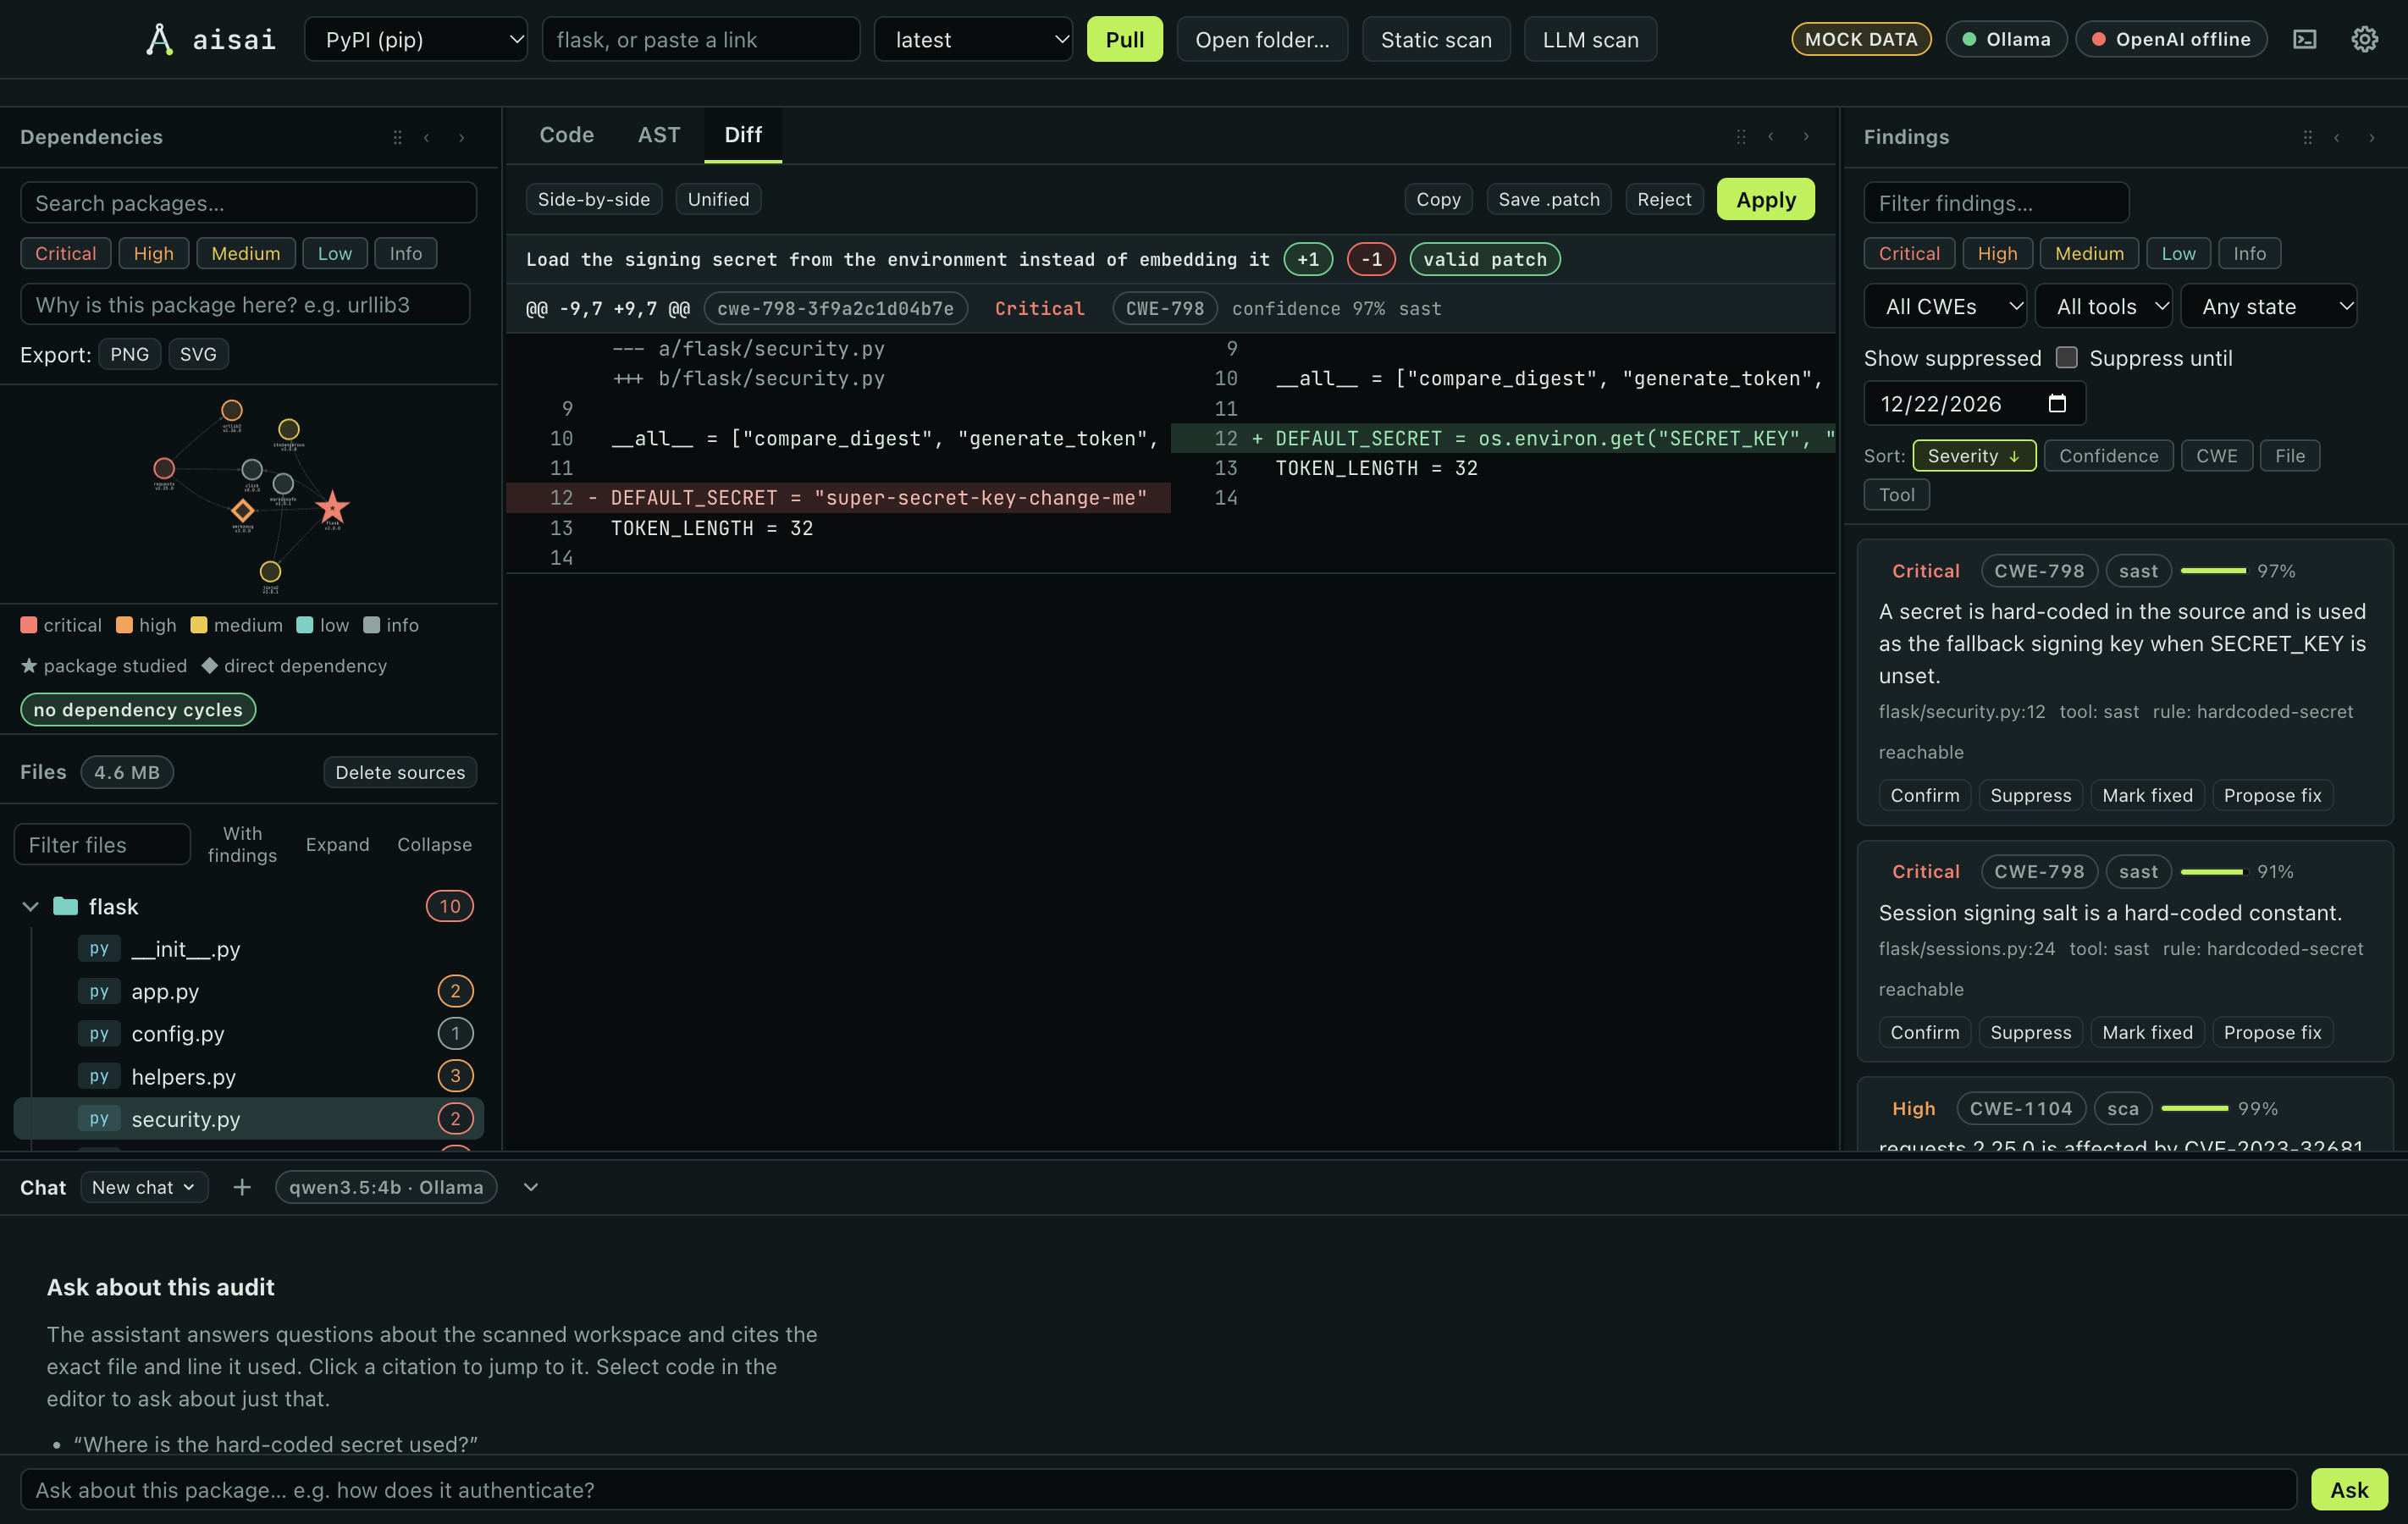 aisai PyPI (pip) flask, or paste a link latest Pull Open folder... Static scan LLM scan MOCK DATA Ollama OpenAI offline
Dependencies
Search packages...
Critical High Medium Low Info
Why is this package here? e.g. urllib3
Export: PNG SVG
critical high medium low info
package studied direct dependency
no dependency cycles
Files 4.6 MB Delete sources
Filter files With findings Expand Collapse
flask 10
py __init__.py
py app.py 2
py config.py 1
py helpers.py 3
py security.py 2
Code AST Diff
Side-by-side Unified Copy Save .patch Reject Apply
Load the signing secret from the environment instead of embedding it +1 -1 valid patch
@@ -9,7 +9,7 @@ cwe-798-3f9a2c1d04b7e Critical CWE-798 confidence 97% sast
--- a/flask/security.py
+++ b/flask/security.py
9
10 __all__ = ["compare_digest", "generate_token",
11
12 - DEFAULT_SECRET = "super-secret-key-change-me"
13 TOKEN_LENGTH = 32
14
9
10 __all__ = ["compare_digest", "generate_token",
11
12 + DEFAULT_SECRET = os.environ.get("SECRET_KEY", "
13 TOKEN_LENGTH = 32
14
Findings
Filter findings...
Critical High Medium Low Info
All CWEs All tools Any state
Show suppressed Suppress until
12/22/2026
Sort: Severity ↓ Confidence CWE File
Tool
Critical CWE-798 sast 97%
A secret is hard-coded in the source and is used
as the fallback signing key when SECRET_KEY is
unset.
flask/security.py:12 tool: sast rule: hardcoded-secret
reachable
Confirm Suppress Mark fixed Propose fix
Critical CWE-798 sast 91%
Session signing salt is a hard-coded constant.
flask/sessions.py:24 tool: sast rule: hardcoded-secret
reachable
Confirm Suppress Mark fixed Propose fix
High CWE-1104 sca 99%
requests 2.25.0 is affected by CVE-2023-32681
Chat New chat + qwen3.5:4b · Ollama
Ask about this audit
The assistant answers questions about the scanned workspace and cites the
exact file and line it used. Click a citation to jump to it. Select code in the
editor to ask about just that.
• “Where is the hard-coded secret used?”
Ask about this package... e.g. how does it authenticate? Ask